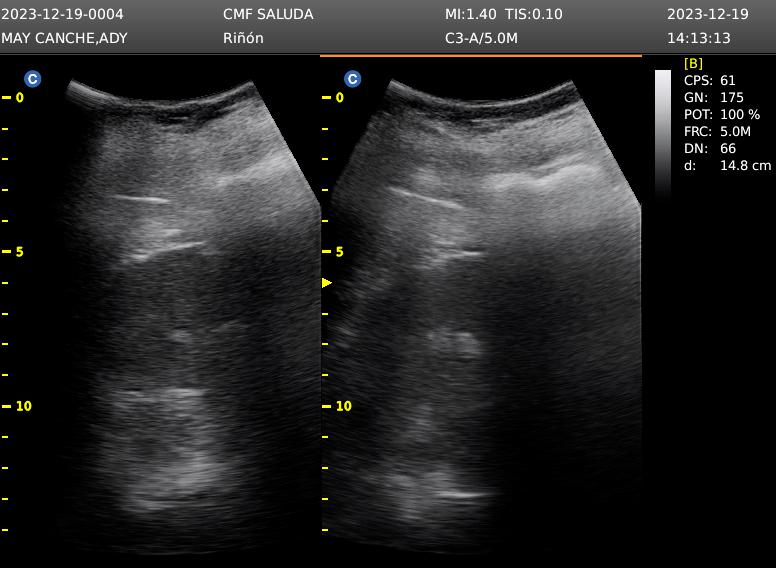 2023-12-19-0004 CMF SALUDA MI:1.40 TIS:0.10 2023-12-19
MAY CANCHE,ADY Riñón C3-A/5.0M 14:13:13
[B]
CPS: 61
GN: 175
POT: 100 %
FRC: 5.0M
DN: 66
d: 14.8 cm
C
0
5
10
C
0
5
10